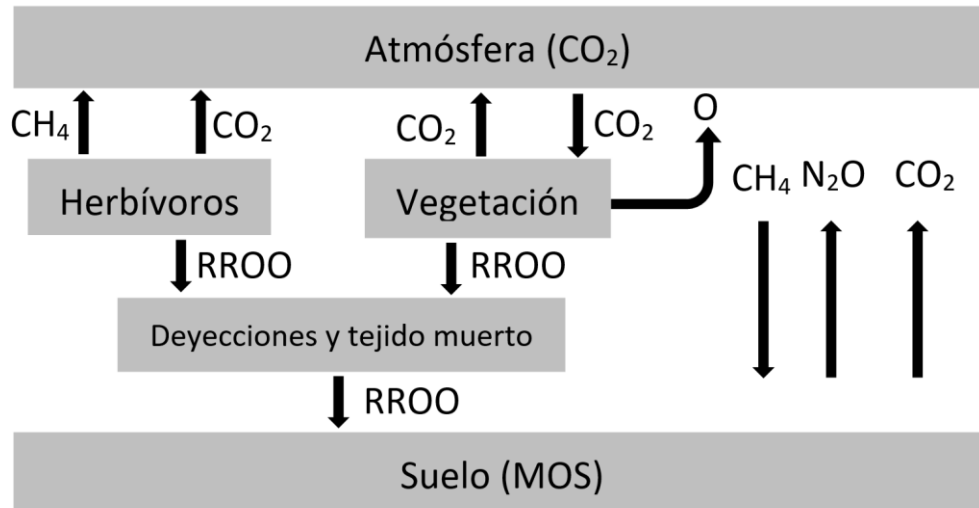 Atmósfera (CO₂)
CH₄
CO₂
CO₂
CO₂
O
Herbívoros
Vegetación
CH₄ N₂O CO₂
RROO
RROO
Deyecciones y tejido muerto
RROO
Suelo (MOS)